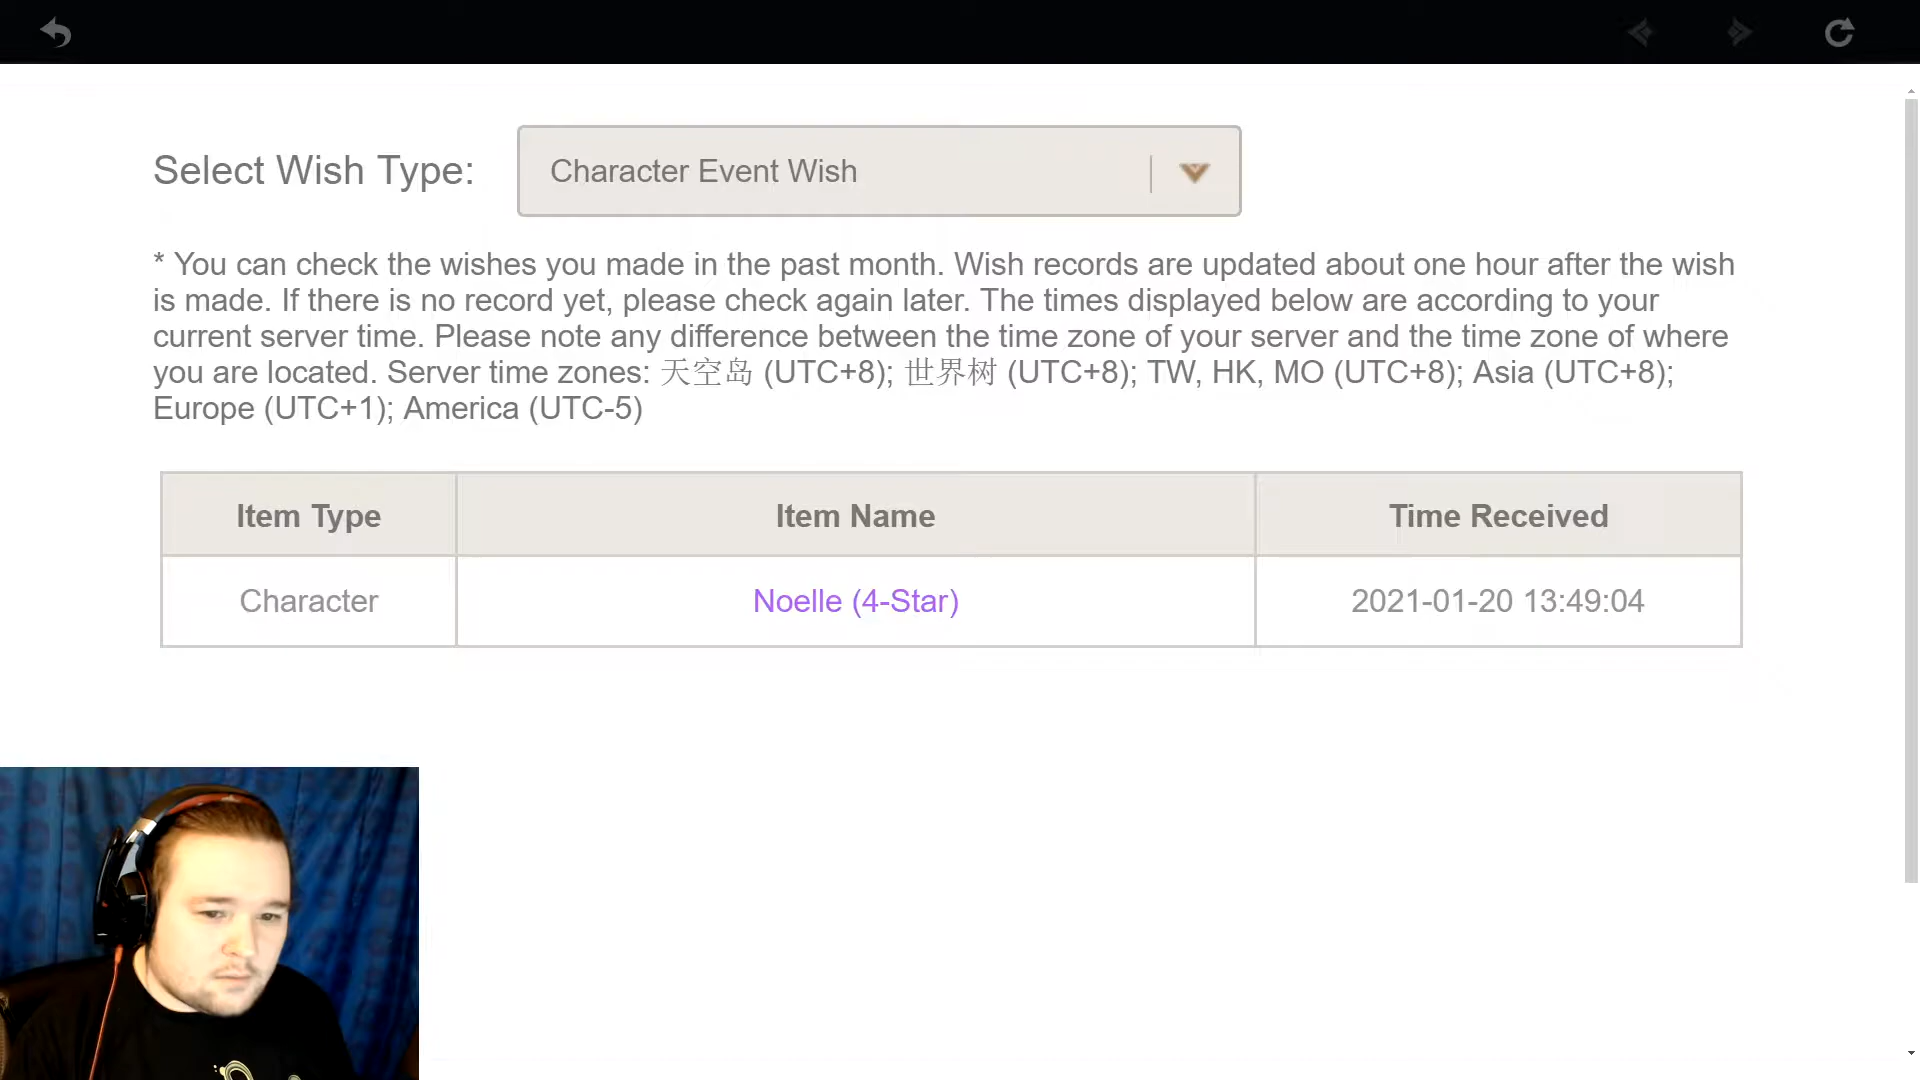 Select Wish Type:
Character Event Wish
* You can check the wishes you made in the past month. Wish records are updated about one hour after the wish
is made. If there is no record yet, please check again later. The times displayed below are according to your
current server time. Please note any difference between the time zone of your server and the time zone of where
you are located. Server time zones: 天空岛 (UTC+8); 世界树 (UTC+8); TW, HK, MO (UTC+8); Asia (UTC+8);
Europe (UTC+1); America (UTC-5)
Item Type
Item Name
Time Received
Character
Noelle (4-Star)
2021-01-20 13:49:04